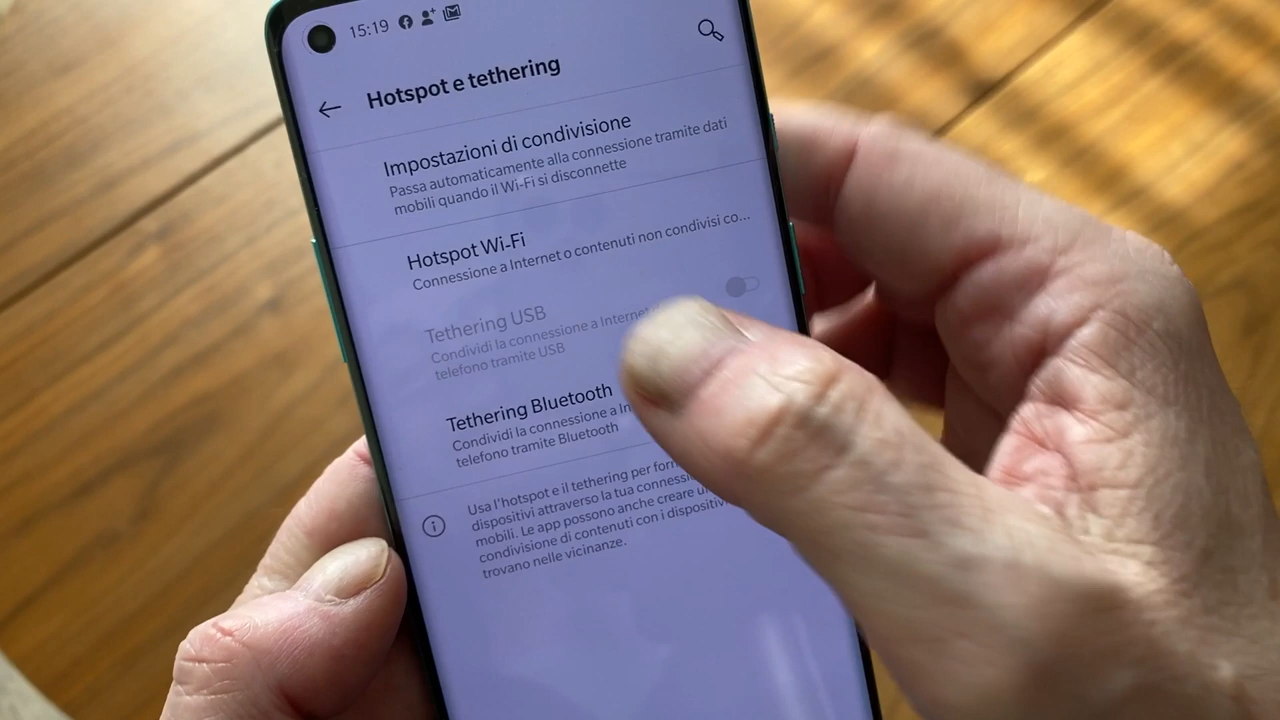 15:19
Hotspot e tethering
Impostazioni di condivisione
Passa automaticamente alla connessione tramite dati
mobili quando il Wi-Fi si disconnette
Hotspot Wi-Fi
Connessione a Internet o contenuti non condivisi co...
Tethering USB
Condividi la connessione a Internet
telefono tramite USB
Tethering Bluetooth
Condividi la connessione a
telefono tramite Bluetooth
Usa l'hotspot e il tethering per
dispositivi attraverso la tua
mobili. Le app possono anche creare
condivisione di contenuti con i
trovano nelle vicinanze.